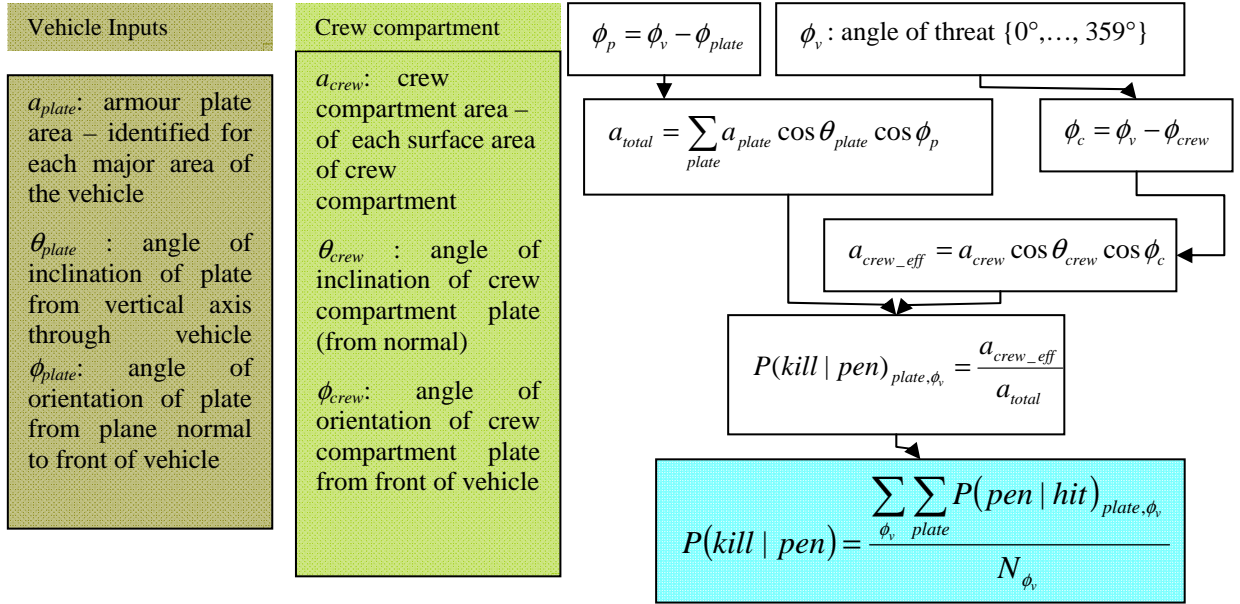 Vehicle Inputs
a_plate: armour plate
area – identified for
each major area of
the vehicle
θ_plate : angle of
inclination of plate
from vertical axis
through vehicle
ϕ_plate: angle of
orientation of plate
from plane normal
to front of vehicle
Crew compartment
a_crew: crew
compartment area –
of each surface area
of crew
compartment
θ_crew : angle of
inclination of crew
compartment plate
(from normal)
ϕ_crew: angle of
orientation of crew
compartment plate
from front of vehicle
ϕ_p = ϕ_v − ϕ_plate
ϕ_v : angle of threat {0°,…, 359°}
a_total = ∑_plate a_plate cos θ_plate cos ϕ_p
ϕ_c = ϕ_v − ϕ_crew
a_crew_eff = a_crew cos θ_crew cos ϕ_c
P(kill | pen)_plate,ϕ_v = a_crew_eff / a_total
P(kill | pen) = ∑_ϕ_v ∑_plate P(pen | hit)_plate,ϕ_v / N_ϕ_v